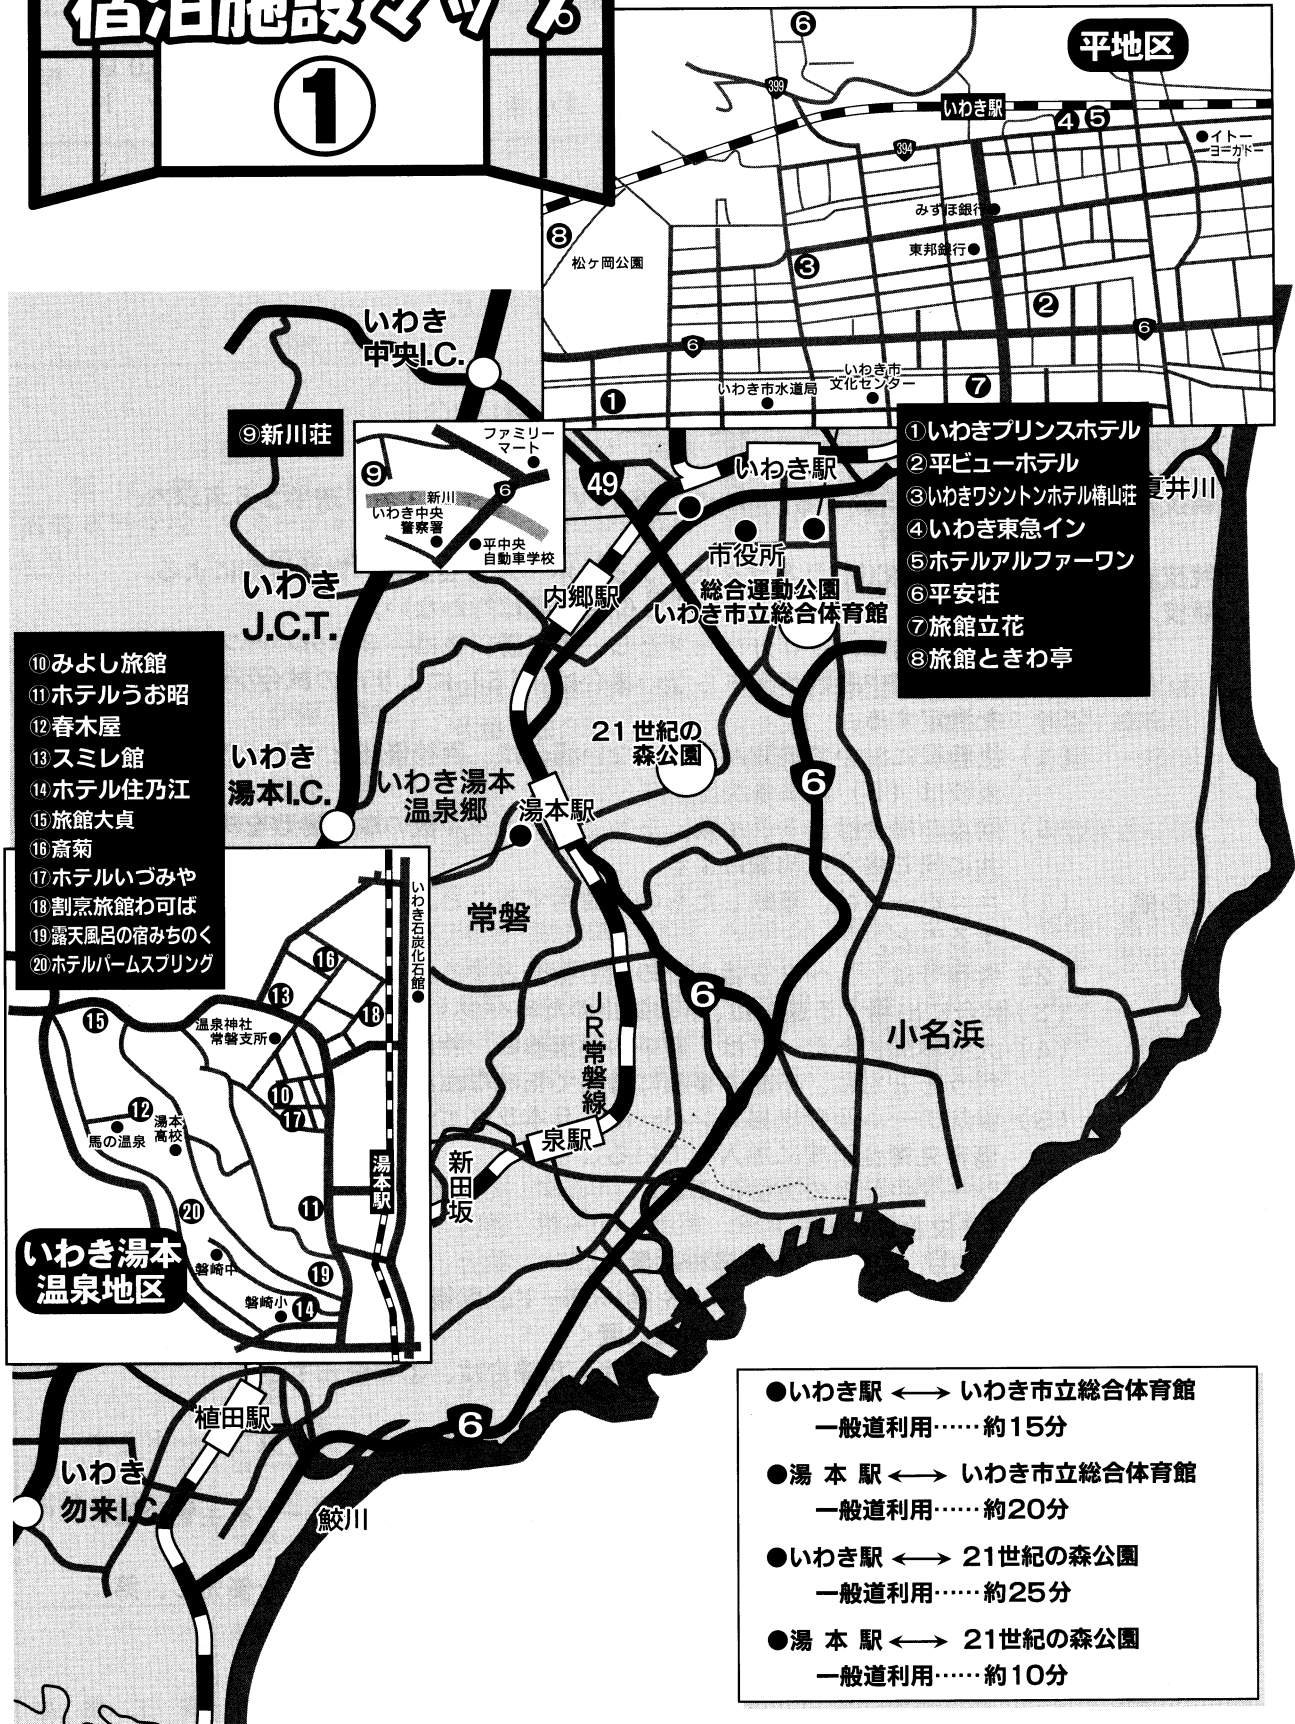 宿泊施設マップ
①
平地区
6
399
いわき駅
4
5
394
イトー
ヨーカドー
みずほ銀行
東邦銀行
8
松ヶ岡公園
3
2
6
6
いわき市水道局
いわき市
文化センター
7
1
いわき
中央I.C.
⑨新川荘
ファミリー
マート
9
新川
6
いわき中央
警察署
平中央
自動車学校
49
いわき駅
市役所
夏井川
①いわきプリンスホテル
②平ビューホテル
③いわきワシントンホテル椿山荘
④いわき東急イン
⑤ホテルアルファーワン
⑥平安荘
⑦旅館立花
⑧旅館ときわ亭
いわき
J.C.T.
内郷駅
総合運動公園
いわき市立総合体育館
⑩みよし旅館
⑪ホテルうお昭
⑫春木屋
⑬スミレ館
⑭ホテル住乃江
⑮旅館大貞
⑯斎菊
⑰ホテルいづみや
⑱割烹旅館わ可ば
⑲露天風呂の宿みちのく
⑳ホテルパームスプリング
いわき
湯本I.C.
いわき湯本
温泉郷
湯本駅
21世紀の
森公園
6
常磐
6
JR常磐線
小名浜
泉駅
新田坂
いわき石炭化石館
16
13
18
15
温泉神社
常磐支所
10
17
12
馬の温泉
湯本
高校
湯本駅
20
11
磐崎中
19
磐崎小
14
いわき湯本
温泉地区
植田駅
6
いわき
勿来I.C.
鮫川
●いわき駅 ⟷ いわき市立総合体育館
一般道利用……約15分
●湯本駅 ⟷ いわき市立総合体育館
一般道利用……約20分
●いわき駅 ⟷ 21世紀の森公園
一般道利用……約25分
●湯本駅 ⟷ 21世紀の森公園
一般道利用……約10分